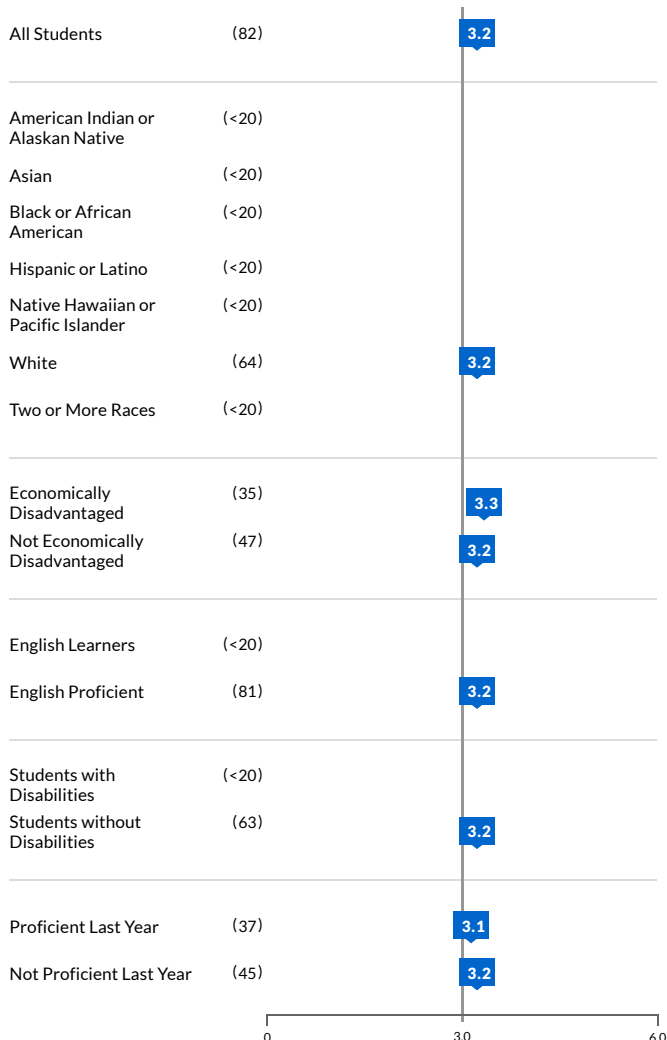 All Students (82) 3.2
American Indian or (<20)
Alaskan Native
Asian (<20)
Black or African (<20)
American
Hispanic or Latino (<20)
Native Hawaiian or (<20)
Pacific Islander
White (64) 3.2
Two or More Races (<20)
Economically (35) 3.3
Disadvantaged
Not Economically (47) 3.2
Disadvantaged
English Learners (<20)
English Proficient (81) 3.2
Students with (<20)
Disabilities
Students without (63) 3.2
Disabilities
Proficient Last Year (37) 3.1
Not Proficient Last Year (45) 3.2
0 3.0 6.0